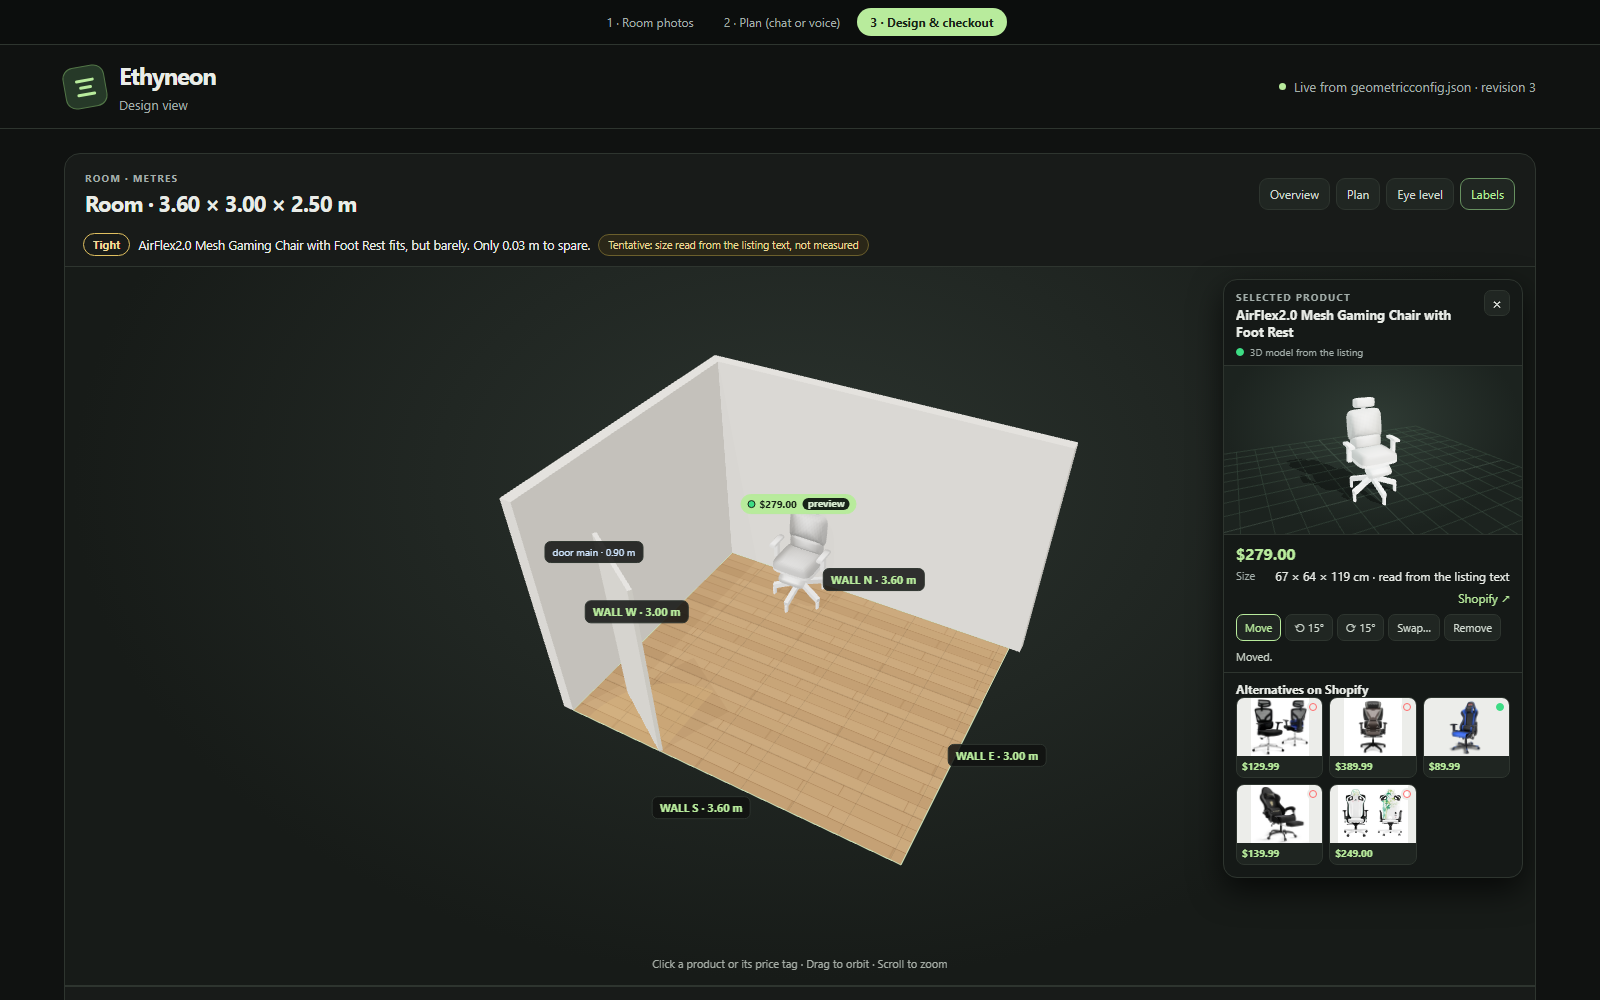 1 · Room photos
2 · Plan (chat or voice)
3 · Design & checkout
Ethyneon
Design view
Live from geometricconfig.json · revision 3
ROOM · METRES
Room · 3.60 × 3.00 × 2.50 m
Overview
Plan
Eye level
Labels
Tight
AirFlex2.0 Mesh Gaming Chair with Foot Rest fits, but barely. Only 0.03 m to spare.
Tentative: size read from the listing text, not measured
$279.00 preview
door main · 0.90 m
WALL N · 3.60 m
WALL W · 3.00 m
WALL E · 3.00 m
WALL S · 3.60 m
Click a product or its price tag · Drag to orbit · Scroll to zoom
SELECTED PRODUCT
×
AirFlex2.0 Mesh Gaming Chair with
Foot Rest
3D model from the listing
$279.00
Size 67 × 64 × 119 cm · read from the listing text
Shopify ↗
Move
⟲ 15°
⟳ 15°
Swap...
Remove
Moved.
Alternatives on Shopify
$129.99
$389.99
$89.99
$139.99
$249.00